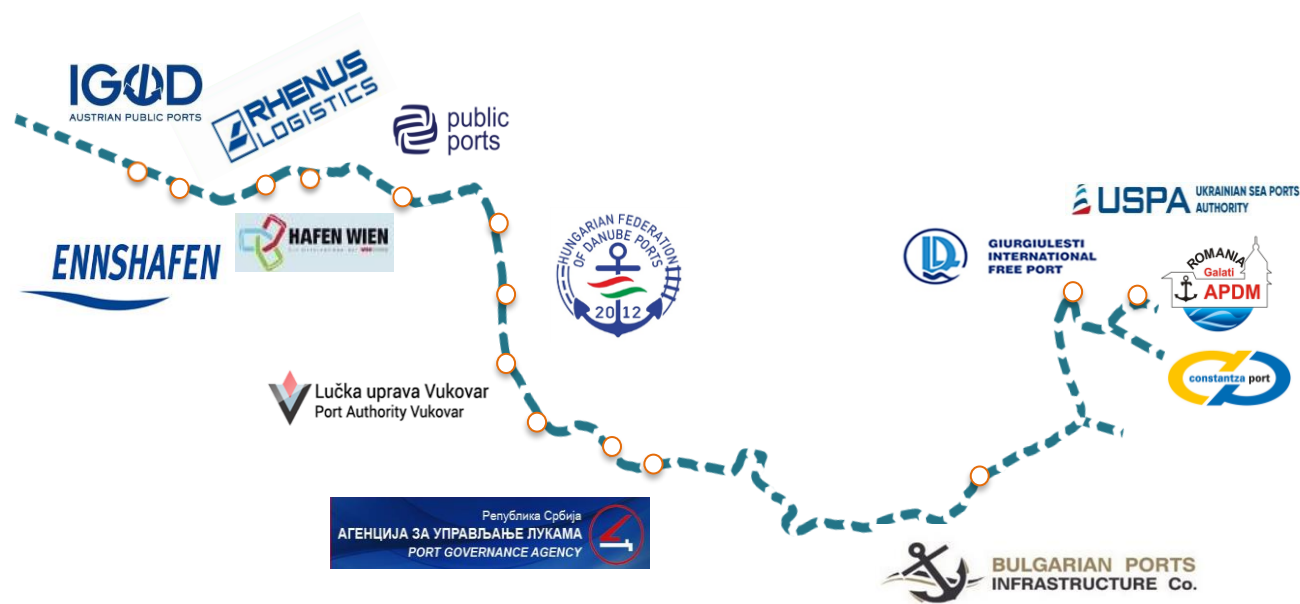 IGOD
AUSTRIAN PUBLIC PORTS
RHENUS
LOGISTICS
public
ports
ENNSHAFEN
HAFEN WIEN
HUNGARIAN FEDERATION
OF DANUBE PORTS
2012
USPA
UKRAINIAN SEA PORTS
AUTHORITY
GIURGIULESTI
INTERNATIONAL
FREE PORT
ROMANIA
Galati
APDM
constantza port
Lučka uprava Vukovar
Port Authority Vukovar
Република Србија
АГЕНЦИЈА ЗА УПРАВЉАЊЕ ЛУКАМА
PORT GOVERNANCE AGENCY
BULGARIAN PORTS
INFRASTRUCTURE Co.